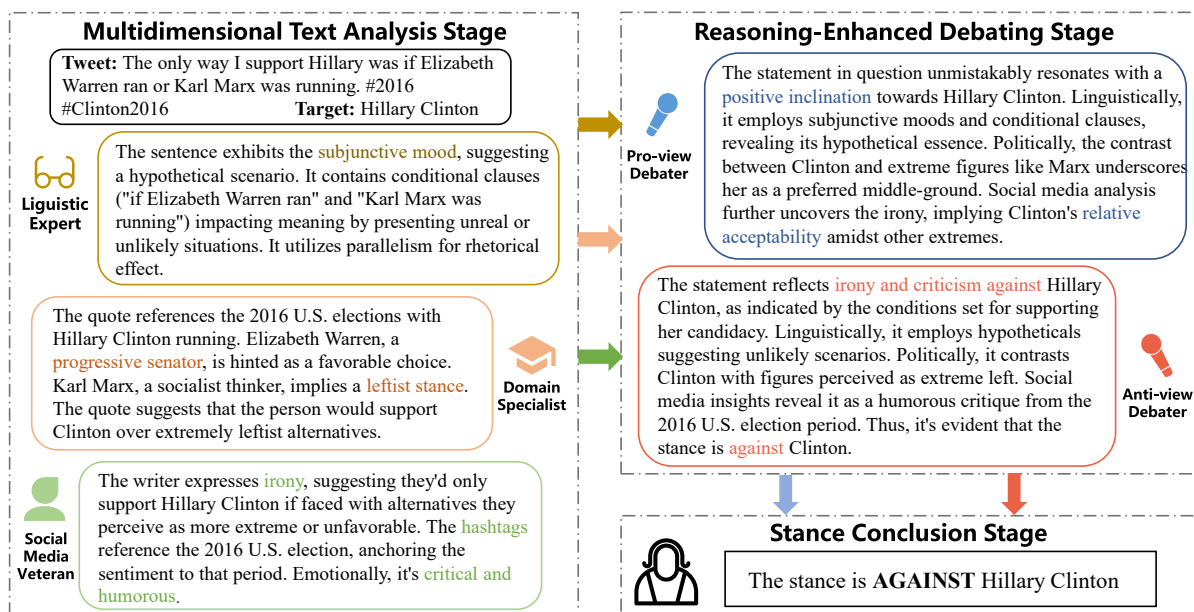 Multidimensional Text Analysis Stage
Tweet: The only way I support Hillary was if Elizabeth
Warren ran or Karl Marx was running. #2016
#Clinton2016 Target: Hillary Clinton
Liguistic
Expert
The sentence exhibits the subjunctive mood, suggesting
a hypothetical scenario. It contains conditional clauses
("if Elizabeth Warren ran" and "Karl Marx was
running") impacting meaning by presenting unreal or
unlikely situations. It utilizes parallelism for rhetorical
effect.
The quote references the 2016 U.S. elections with
Hillary Clinton running. Elizabeth Warren, a
progressive senator, is hinted as a favorable choice.
Karl Marx, a socialist thinker, implies a leftist stance.
The quote suggests that the person would support
Clinton over extremely leftist alternatives.
Domain
Specialist
Social
Media
Veteran
The writer expresses irony, suggesting they'd only
support Hillary Clinton if faced with alternatives they
perceive as more extreme or unfavorable. The hashtags
reference the 2016 U.S. election, anchoring the
sentiment to that period. Emotionally, it's critical and
humorous.
Reasoning-Enhanced Debating Stage
Pro-view
Debater
The statement in question unmistakably resonates with a
positive inclination towards Hillary Clinton. Linguistically,
it employs subjunctive moods and conditional clauses,
revealing its hypothetical essence. Politically, the contrast
between Clinton and extreme figures like Marx underscores
her as a preferred middle-ground. Social media analysis
further uncovers the irony, implying Clinton's relative
acceptability amidst other extremes.
The statement reflects irony and criticism against Hillary
Clinton, as indicated by the conditions set for supporting
her candidacy. Linguistically, it employs hypotheticals
suggesting unlikely scenarios. Politically, it contrasts
Clinton with figures perceived as extreme left. Social
media insights reveal it as a humorous critique from the
2016 U.S. election period. Thus, it's evident that the
stance is against Clinton.
Anti-view
Debater
Stance Conclusion Stage
The stance is AGAINST Hillary Clinton